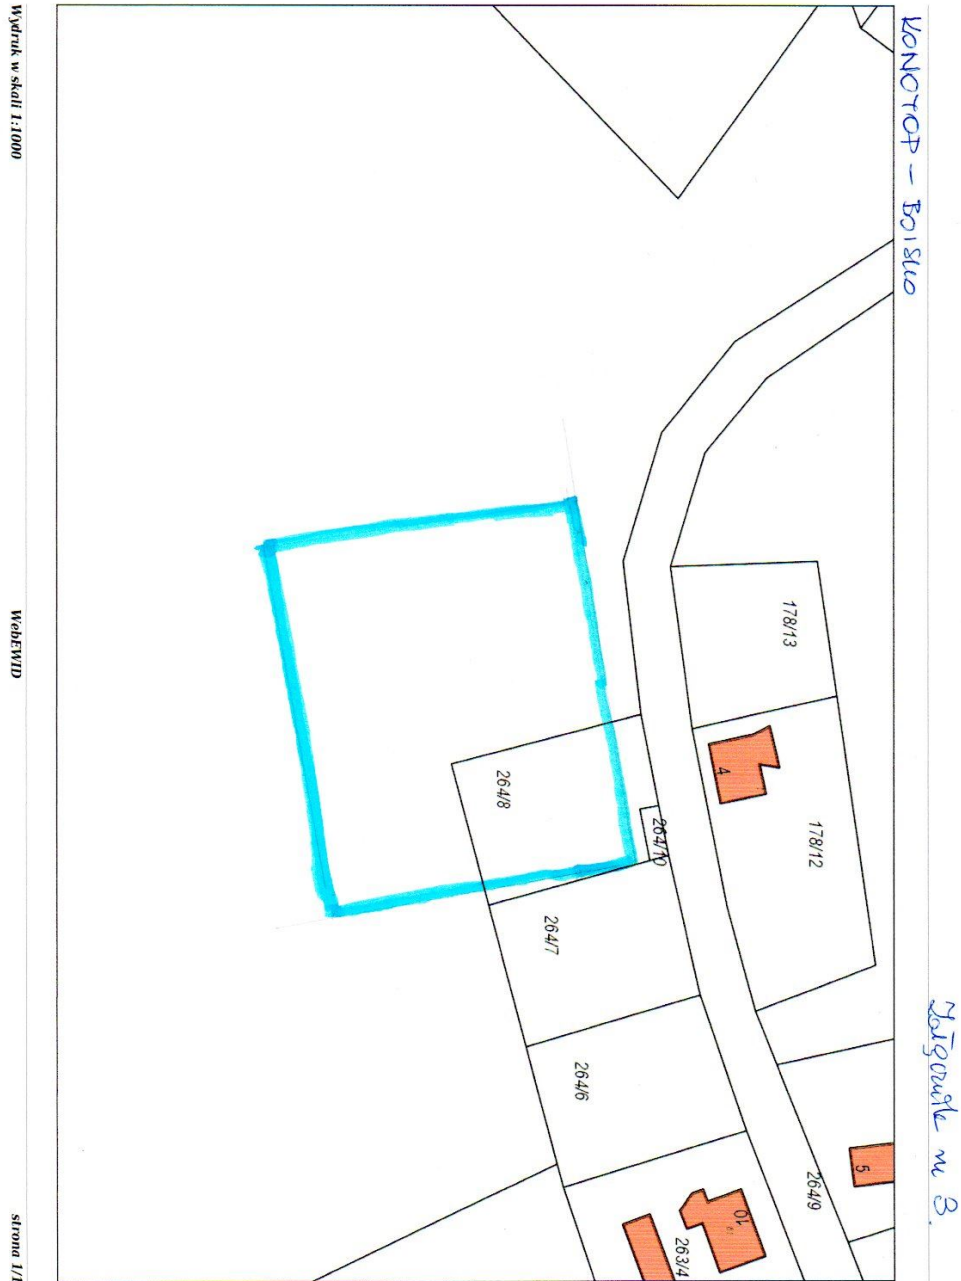 KONOTOP - BOISKO
Załącznik nr 3.
178/13
4
178/12
264/8
264/10
264/7
264/6
5
264/9
10
263/4
Wydruk w skali 1:1000
WebEWID
strona 1/1